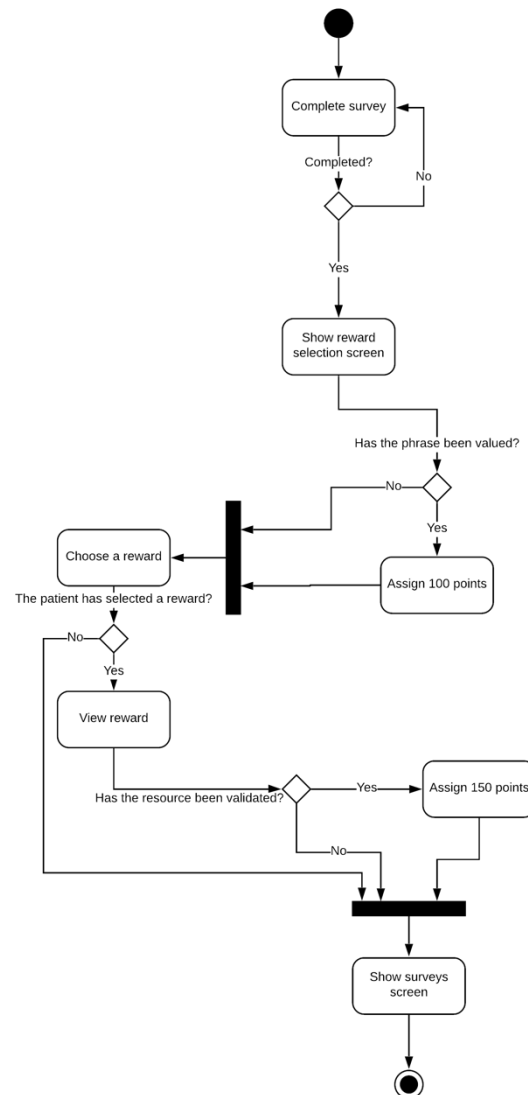 Complete survey
Completed?
No
Yes
Show reward
selection screen
Has the phrase been valued?
No
Yes
Choose a reward
Assign 100 points
The patient has selected a reward?
No
Yes
View reward
Has the resource been validated?
Yes
Assign 150 points
No
Show surveys
screen